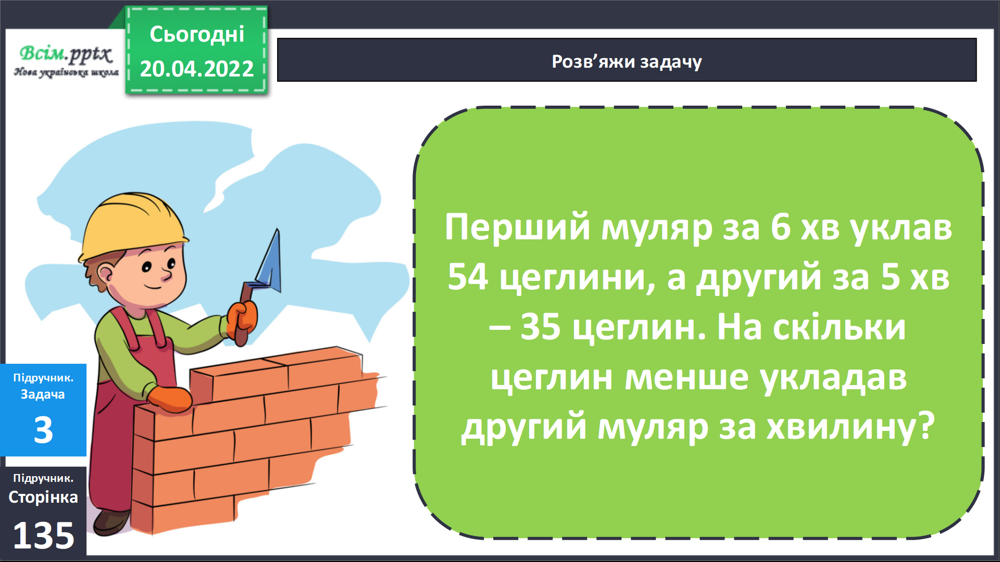 Всім.pptx
Нова українська школа
Сьогодні
20.04.2022
Розв’яжи задачу
Перший муляр за 6 хв уклав
54 цеглини, а другий за 5 хв
– 35 цеглин. На скільки
цеглин менше укладав
другий муляр за хвилину?
Підручник.
Задача
3
Підручник.
Сторінка
135